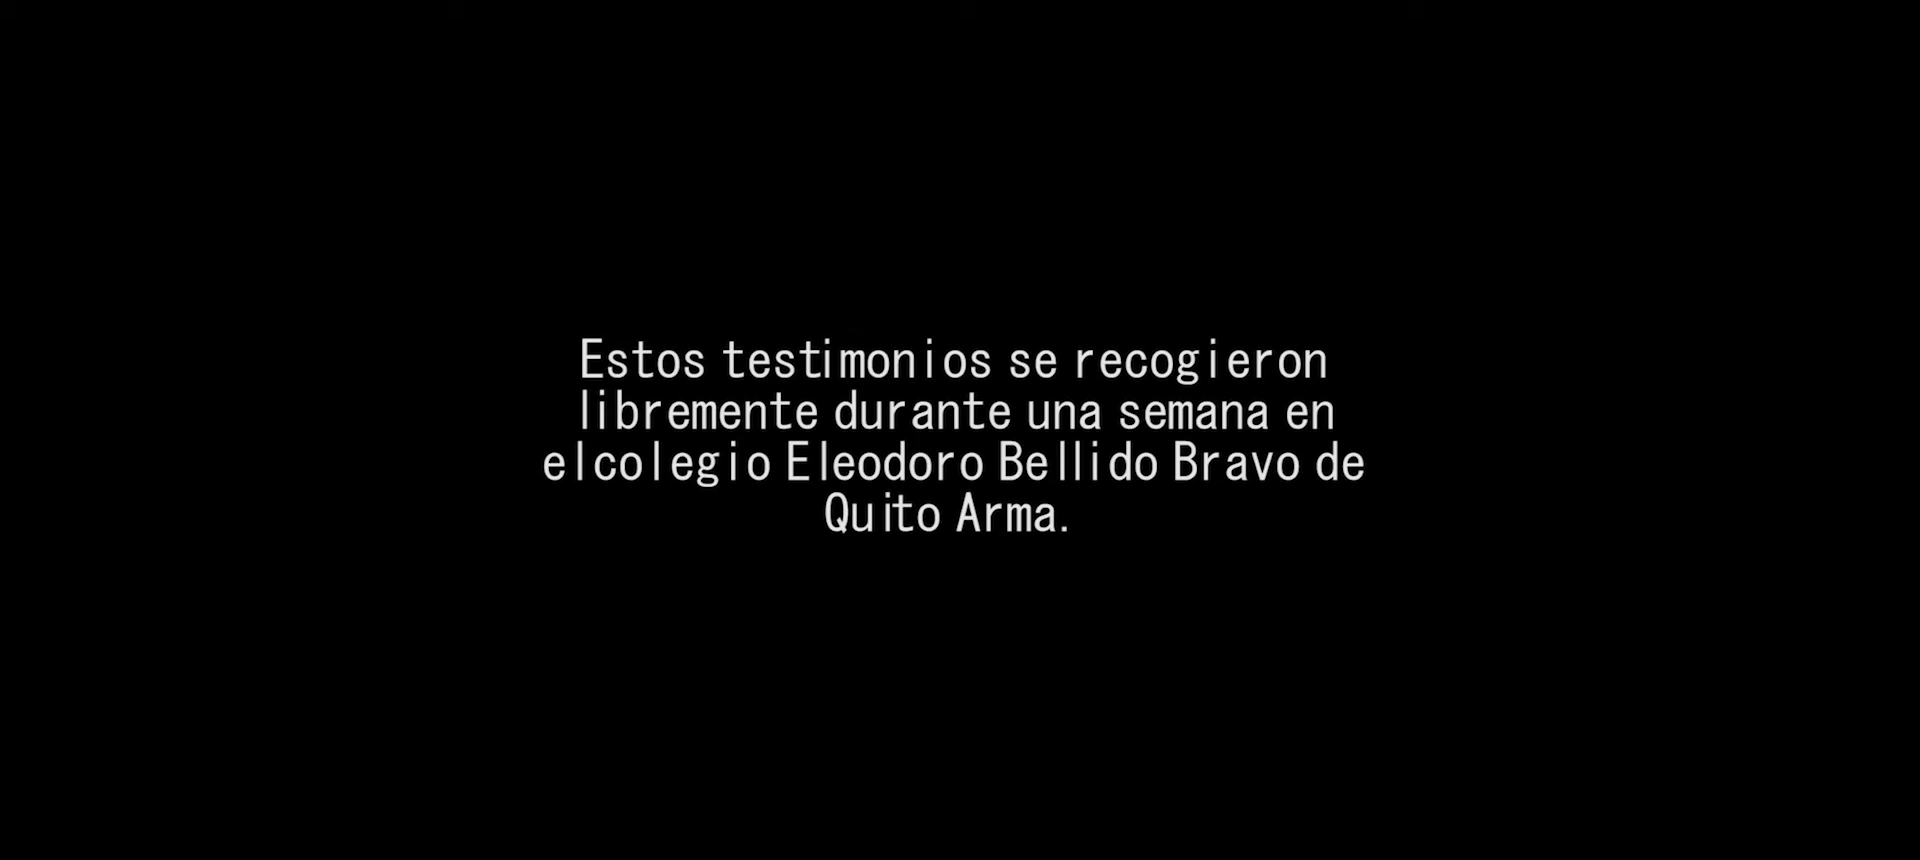 Estos testimonios se recogieron
libremente durante una semana en
elcolegio Eleodoro Bellido Bravo de
Quito Arma.